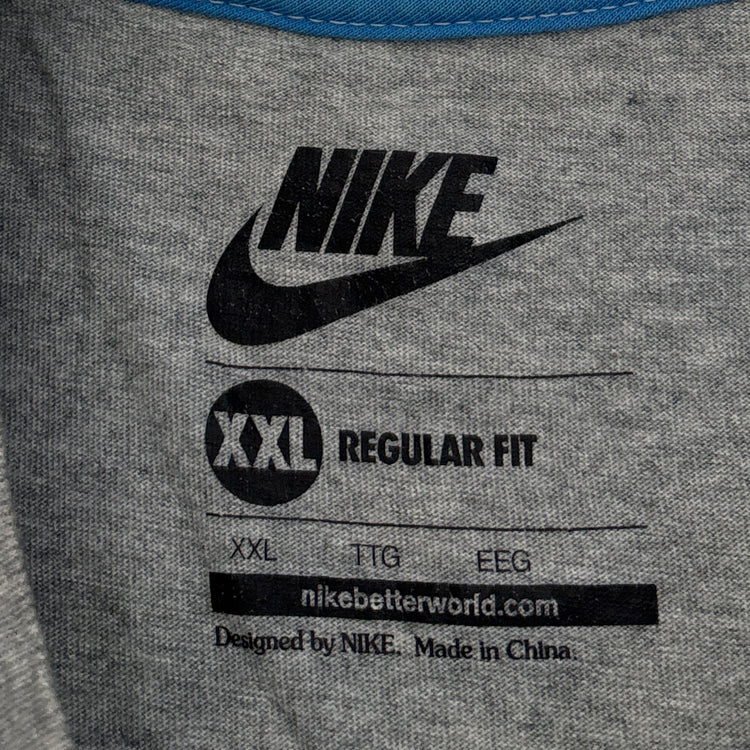 NIKE
XXL REGULAR FIT
XXL TTG EEG
nikebetterworld.com
Designed by NIKE. Made in China.